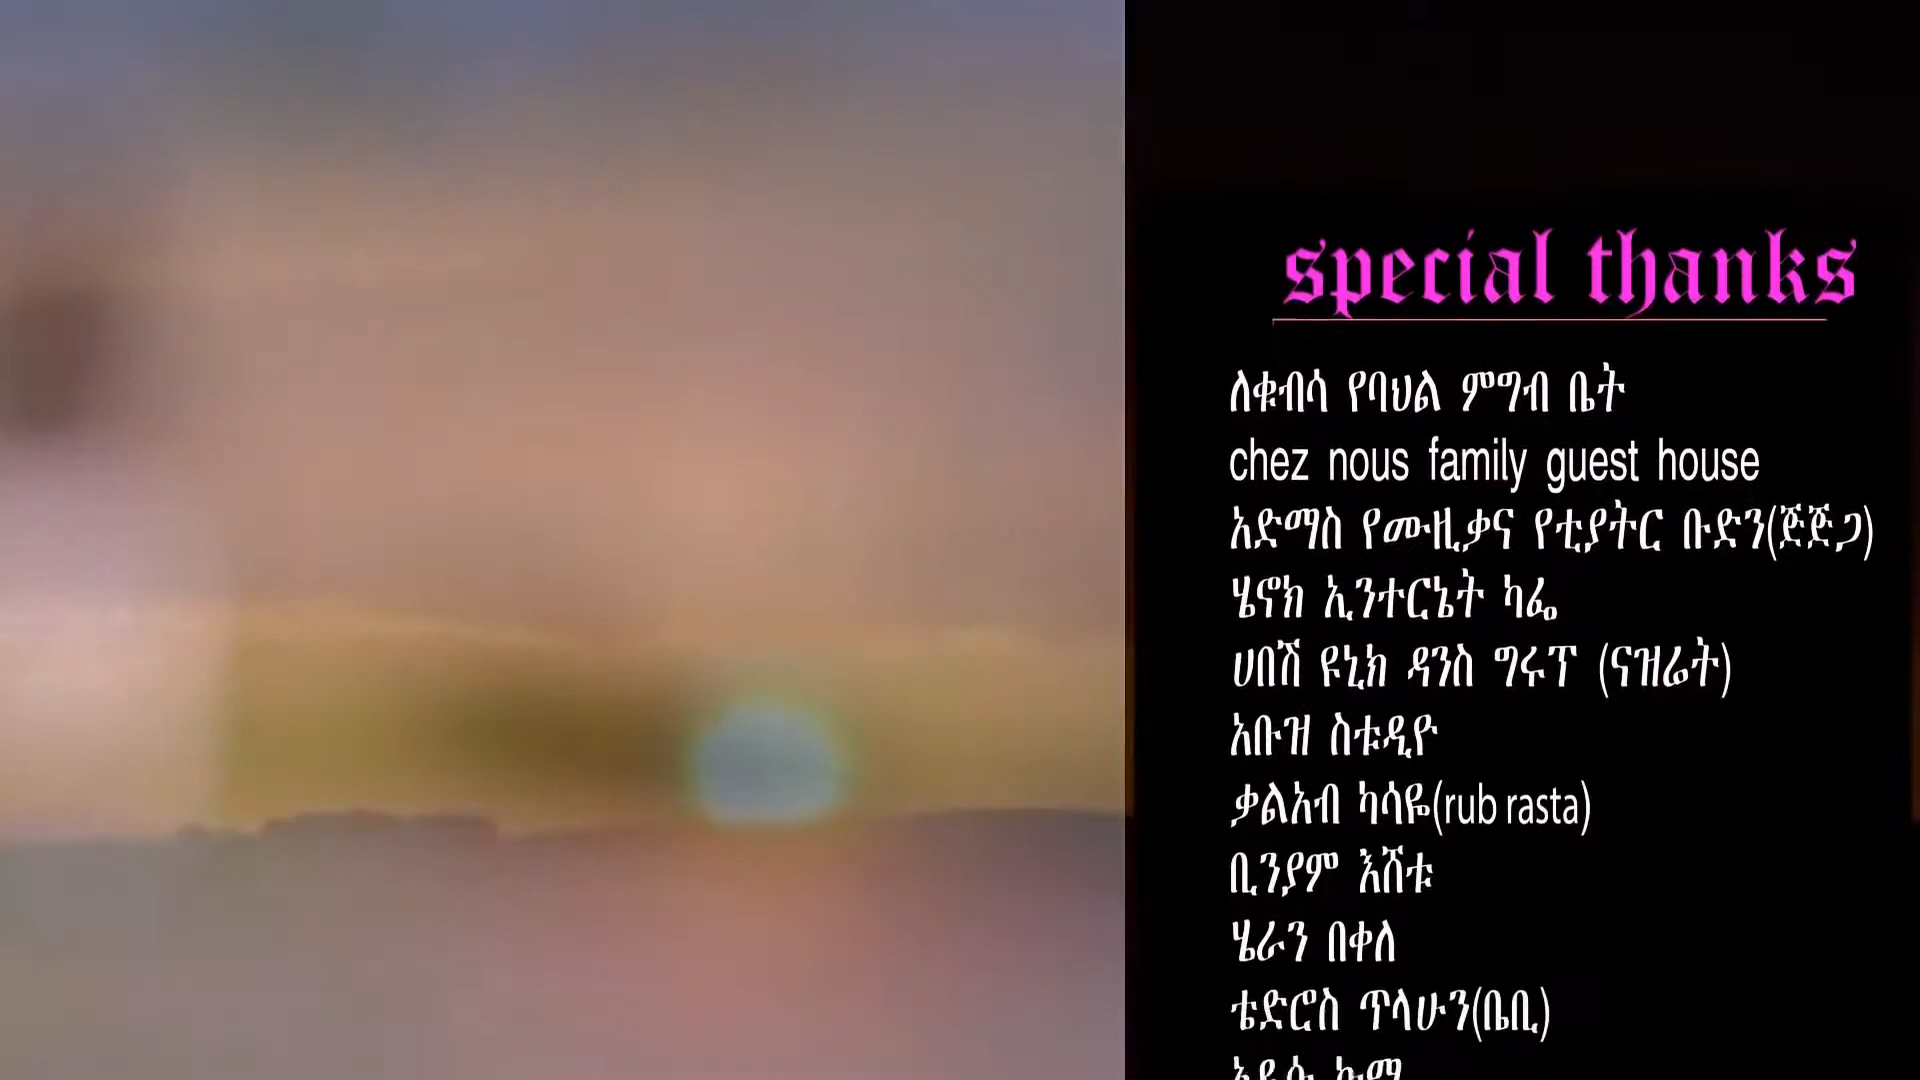 special thanks
ለቁብሳ የባህል ምግብ ቤት
chez nous family guest house
አድማስ የሙዚቃና የቲያትር ቡድን(ጅጅጋ)
ሄኖክ ኢንተርኔት ካፌ
ሀበሽ ዩኒክ ዳንስ ግሩፕ (ናዝሬት)
አቡዝ ስቱዲዮ
ቃልአብ ካሳዬ(rub rasta)
ቢንያም እሸቱ
ሄራን በቀለ
ቴድሮስ ጥላሁን(ቤቢ)